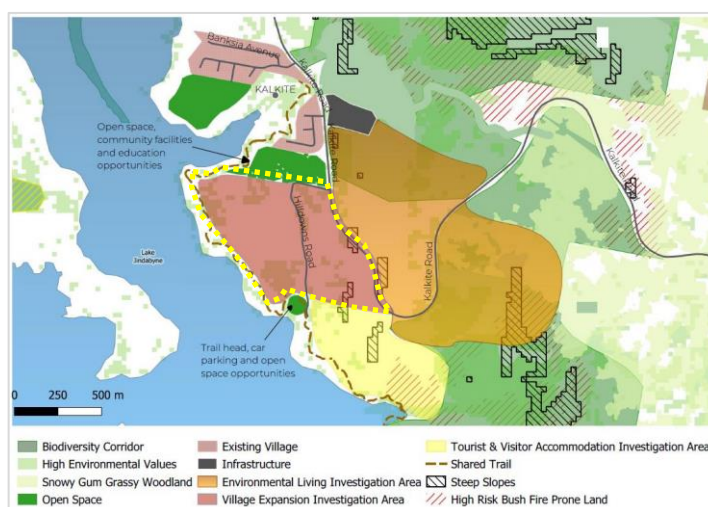 Banksia Avenue
Kalkite Road
KALKITE
Open space,
community facilities
and education
opportunities
Road
Hilldowns Road
Kalkite Road
Lake
Jindabyne
Trail head, car
parking and open
space opportunities
0 250 500 m
Biodiversity Corridor
High Environmental Values
Snowy Gum Grassy Woodland
Open Space
Existing Village
Infrastructure
Environmental Living Investigation Area
Village Expansion Investigation Area
Tourist & Visitor Accommodation Investigation Area
Shared Trail
Steep Slopes
High Risk Bush Fire Prone Land